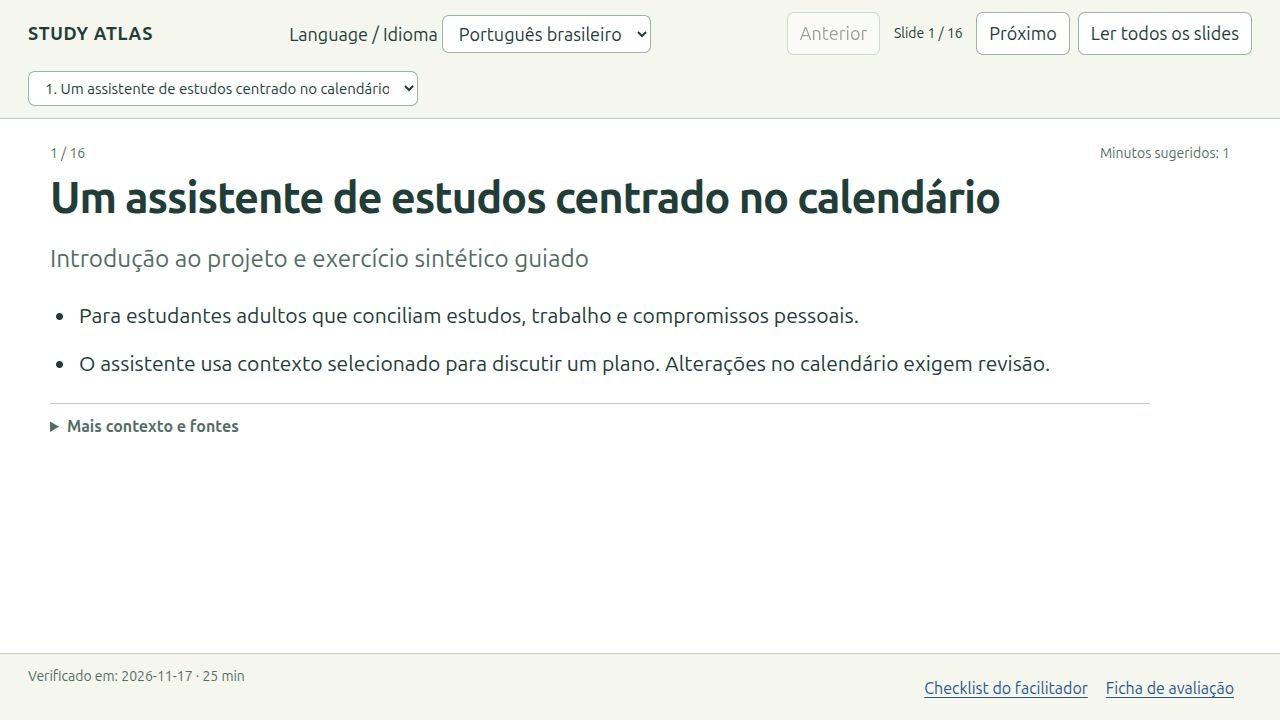 STUDY ATLAS
Language / Idioma
Português brasileiro
Anterior
Slide 1 / 16
Próximo
Ler todos os slides
1. Um assistente de estudos centrado no calendário
1 / 16
Minutos sugeridos: 1
Um assistente de estudos centrado no calendário
Introdução ao projeto e exercício sintético guiado
• Para estudantes adultos que conciliam estudos, trabalho e compromissos pessoais.
• O assistente usa contexto selecionado para discutir um plano. Alterações no calendário exigem revisão.
Mais contexto e fontes
Verificado em: 2026-11-17 · 25 min
Checklist do facilitador
Ficha de avaliação